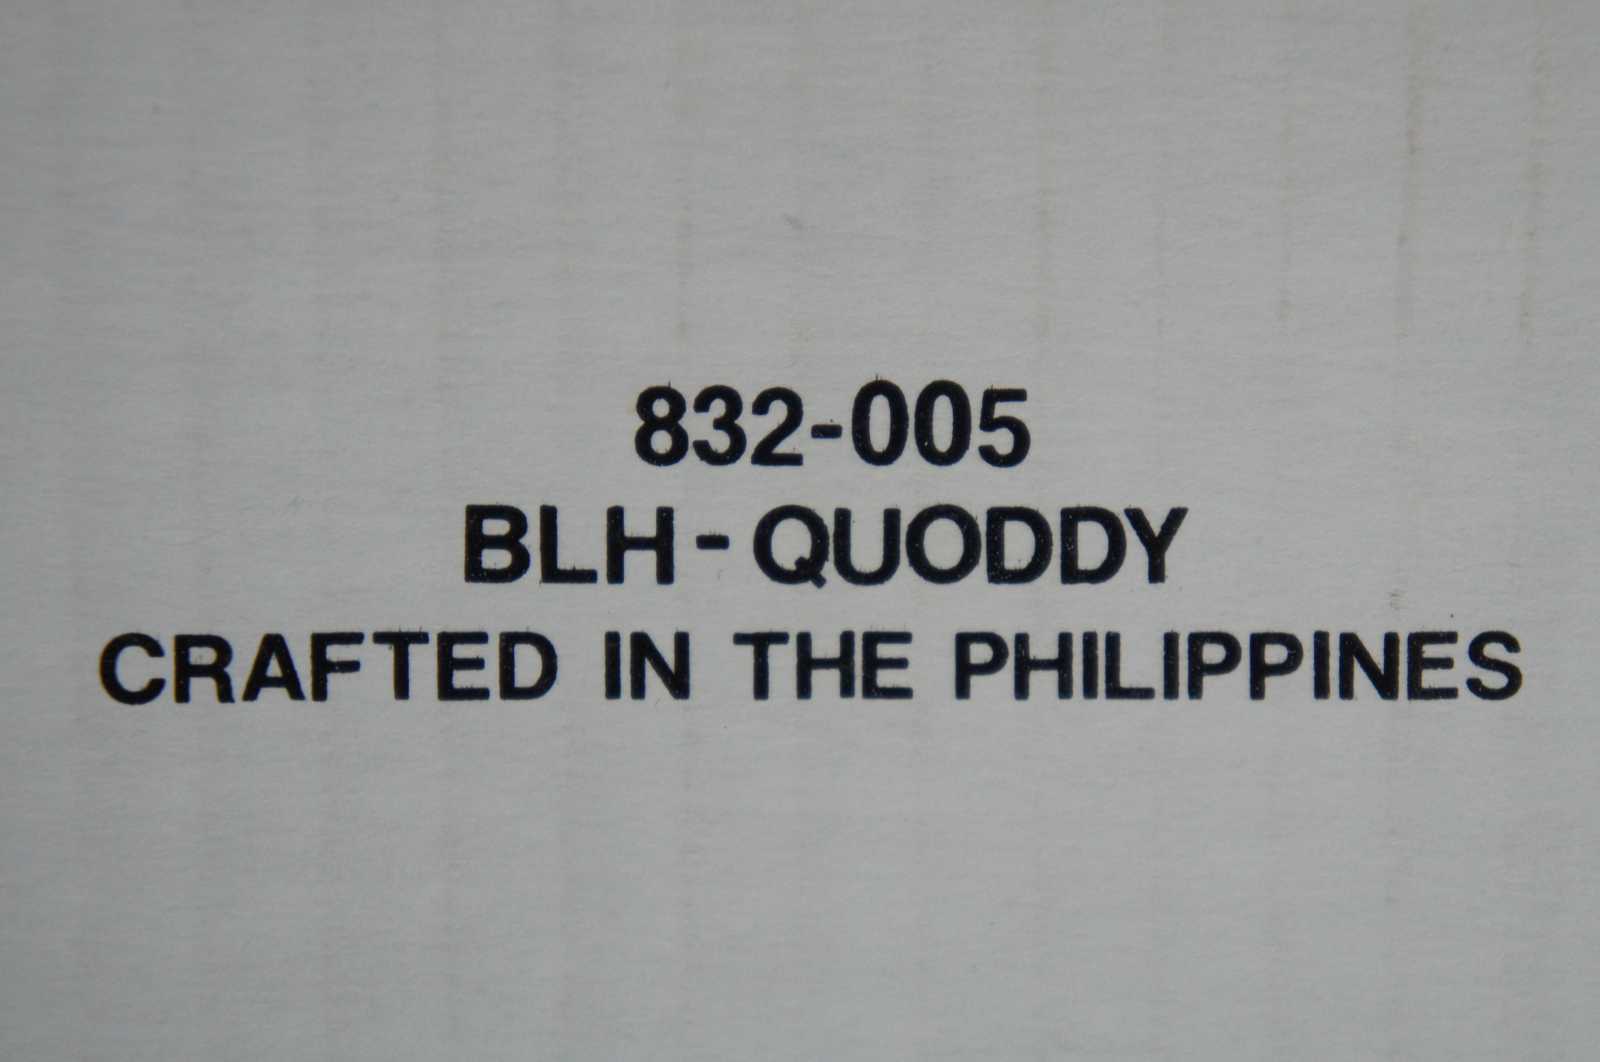 832-005
BLH-QUODDY
CRAFTED IN THE PHILIPPINES